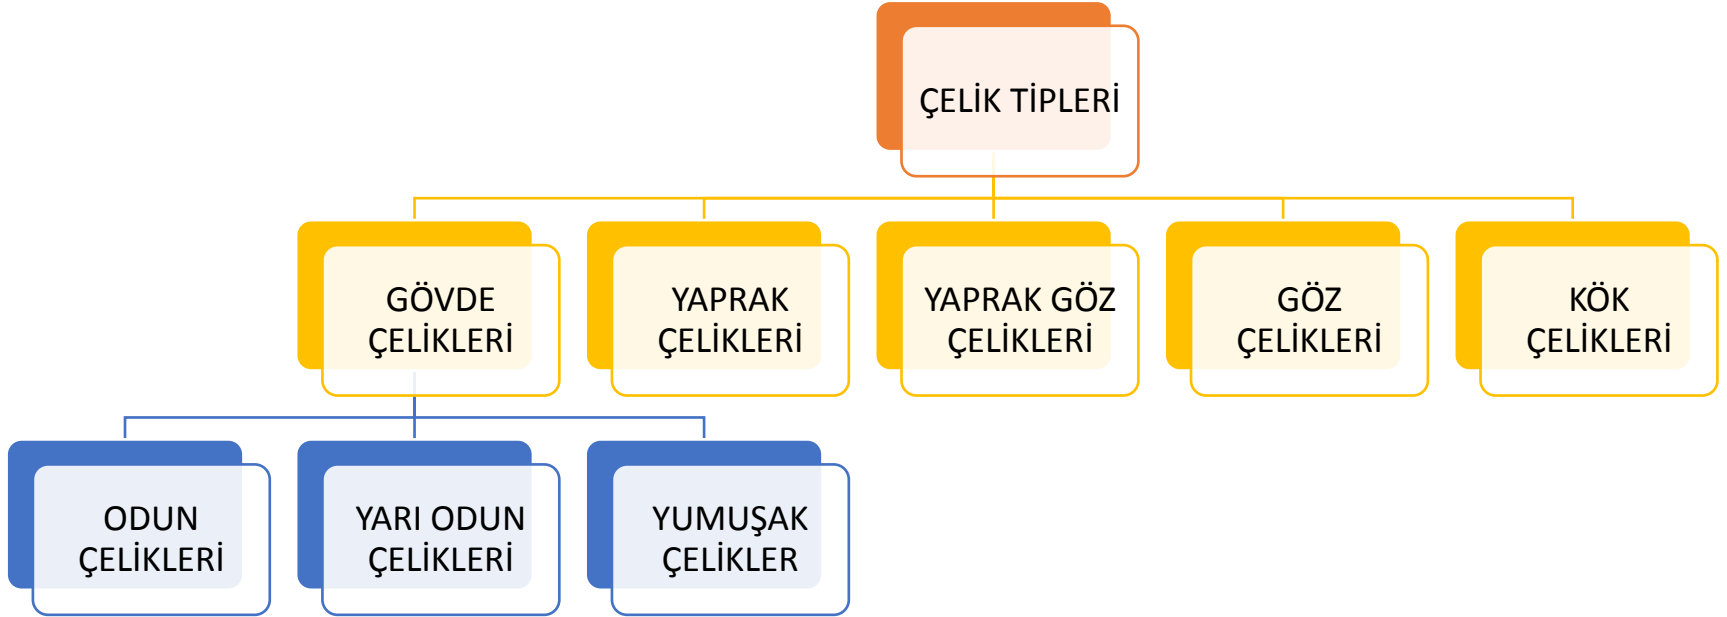 ÇELİK TİPLERİ
GÖVDE
ÇELİKLERİ
YAPRAK
ÇELİKLERİ
YAPRAK GÖZ
ÇELİKLERİ
GÖZ
ÇELİKLERİ
KÖK
ÇELİKLERİ
ODUN
ÇELİKLERİ
YARI ODUN
ÇELİKLERİ
YUMUŞAK
ÇELİKLER